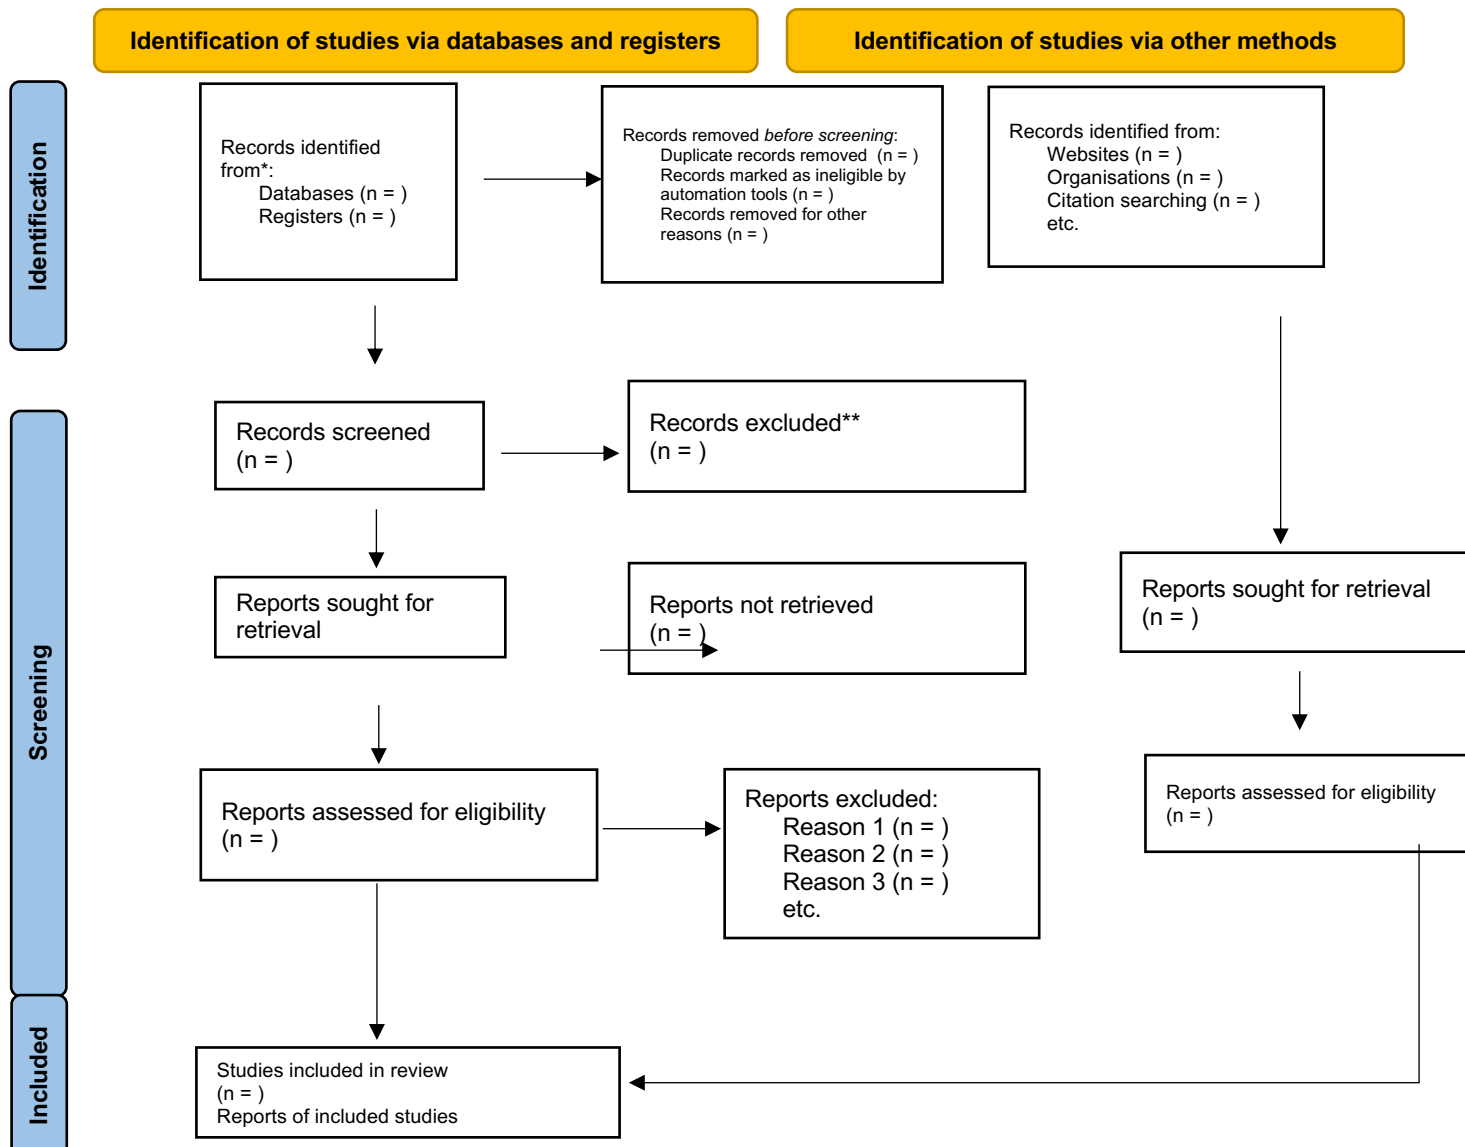 Identification of studies via databases and registers
Identification of studies via other methods
Identification
Records identified
from*:
Databases (n = )
Registers (n = )
Records removed before screening:
Duplicate records removed (n = )
Records marked as ineligible by
automation tools (n = )
Records removed for other
reasons (n = )
Records identified from:
Websites (n = )
Organisations (n = )
Citation searching (n = )
etc.
Screening
Records screened
(n = )
Records excluded**
(n = )
Reports sought for
retrieval
Reports not retrieved
(n = )
Reports sought for retrieval
(n = )
Reports assessed for eligibility
(n = )
Reports excluded:
Reason 1 (n = )
Reason 2 (n = )
Reason 3 (n = )
etc.
Reports assessed for eligibility
(n = )
Included
Studies included in review
(n = )
Reports of included studies